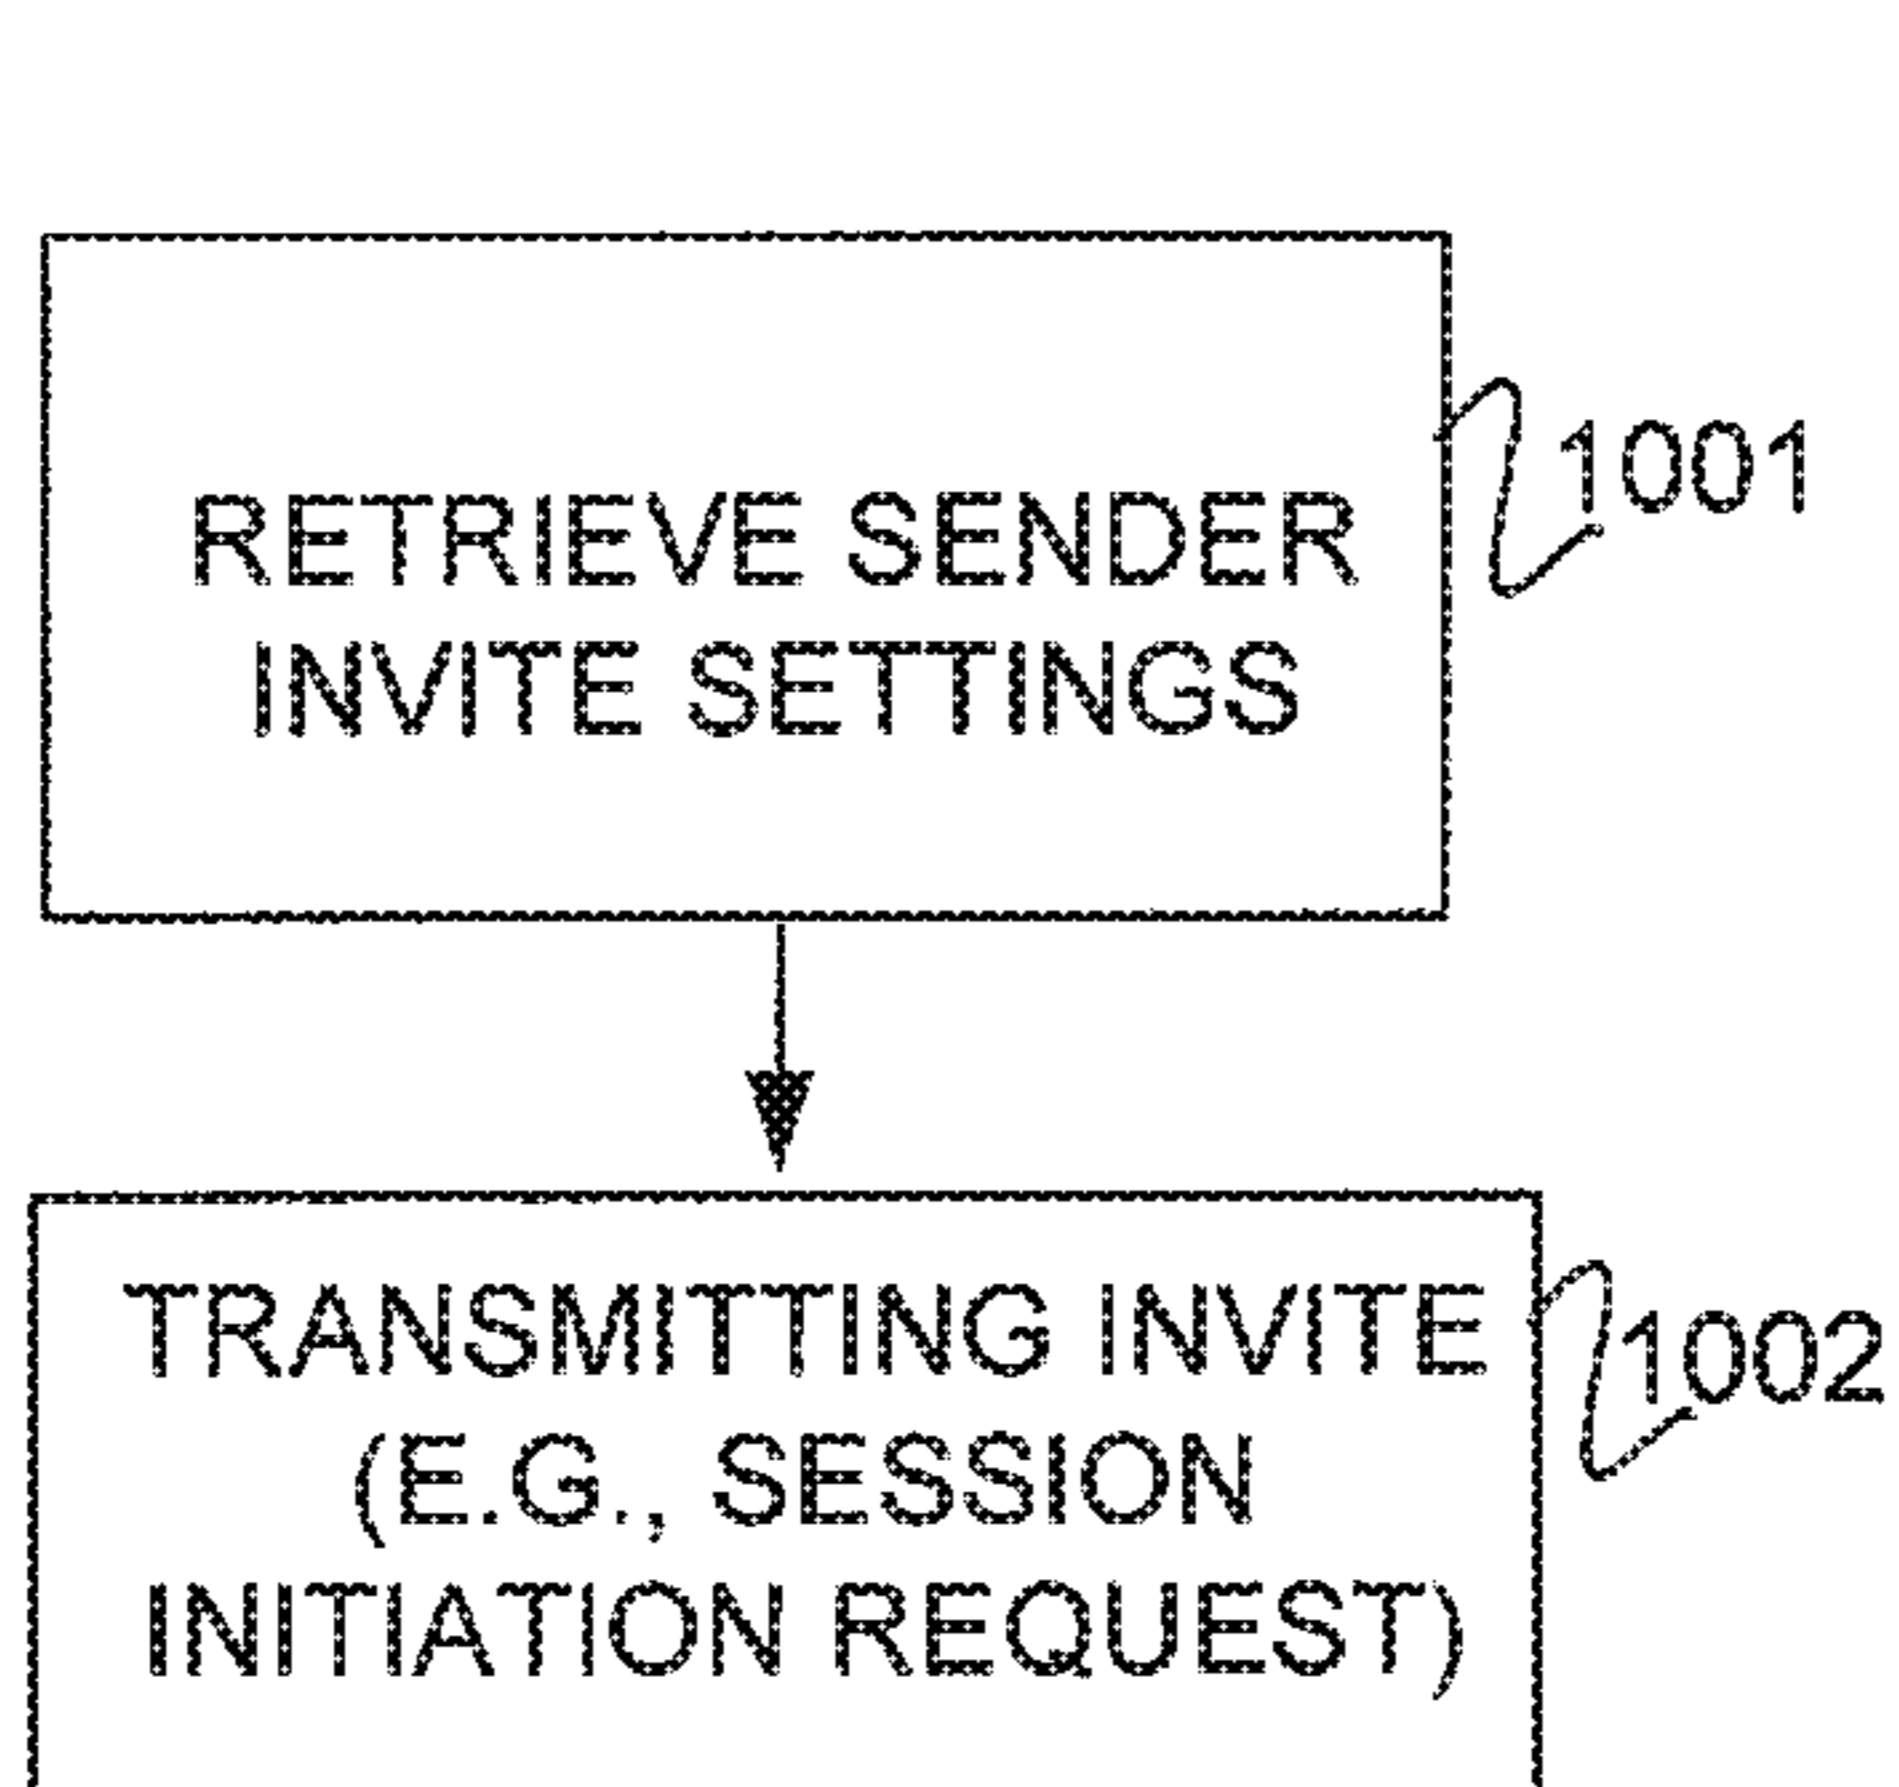 RETRIEVE SENDER
INVITE SETTINGS
1001
TRANSMITTING INVITE
(E.G., SESSION
INITIATION REQUEST)
1002